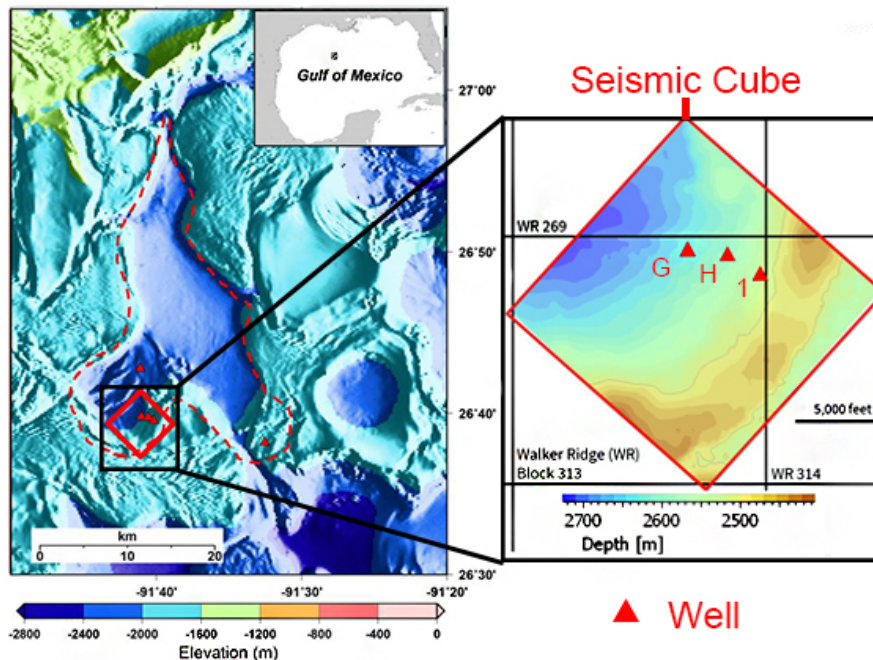 Gulf of Mexico
27°00'
26°50'
26°40'
26°30'
km
0 10 20
-91°40' -91°30' -91°20'
-2800 -2400 -2000 -1600 -1200 -800 -400 0
Elevation (m)
Seismic Cube
WR 269
G H 1
5,000 feet
Walker Ridge (WR)
Block 313
WR 314
2700 2600 2500
Depth [m]
Well